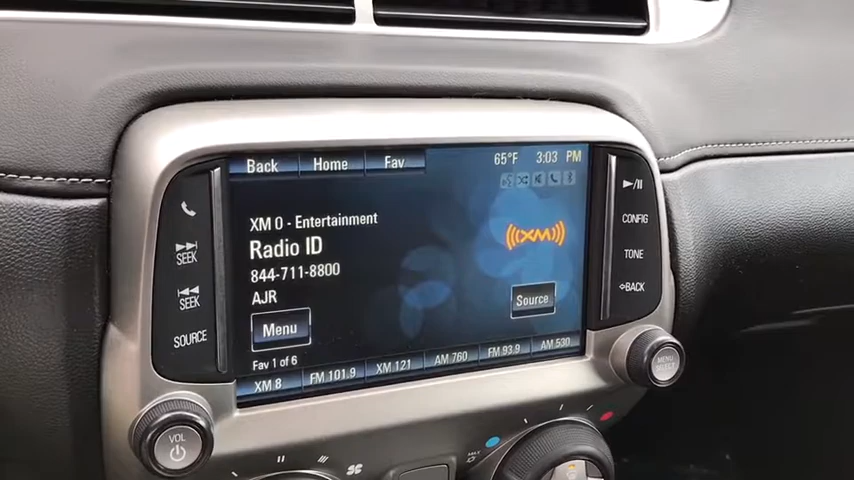 Back Home Fav 65°F 3:03 PM
XM 0 - Entertainment
Radio ID
844-711-8800
AJR
XM
Menu
Source
Fav 1 of 6
XM 8 FM 101.9 XM 121 AM 760 FM 93.9 AM 530
SEEK
SEEK
SOURCE
CONFIG
TONE
BACK
VOL
MENU
SELECT